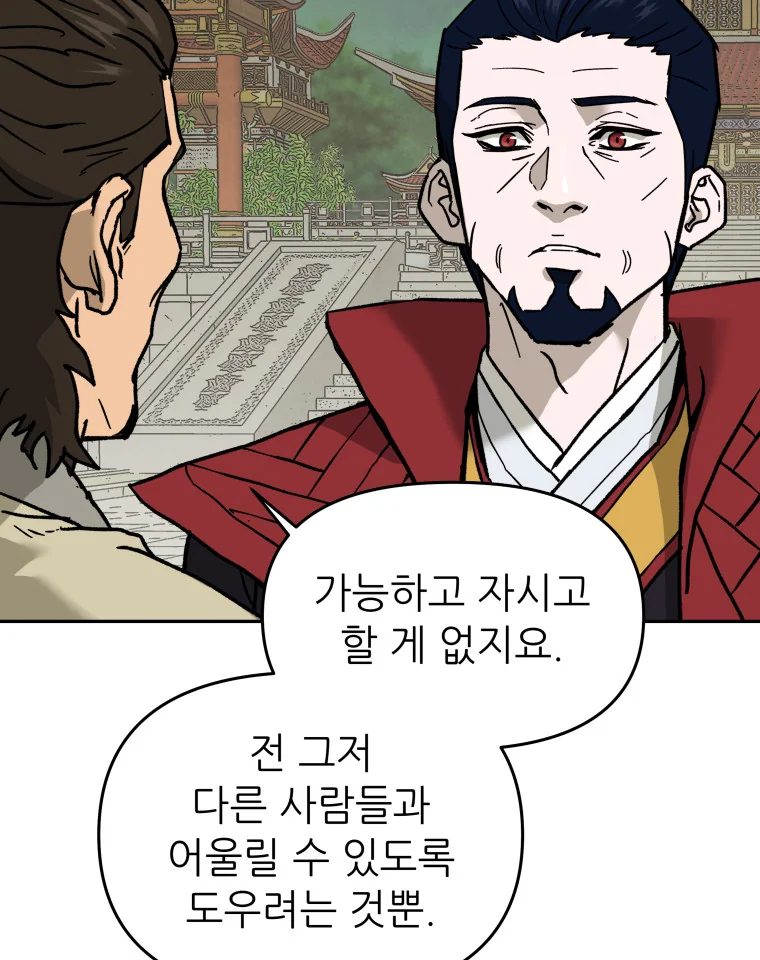 가능하고 자시고
할 게 없지요.
전 그저
다른 사람들과
어울릴 수 있도록
도우려는 것뿐.